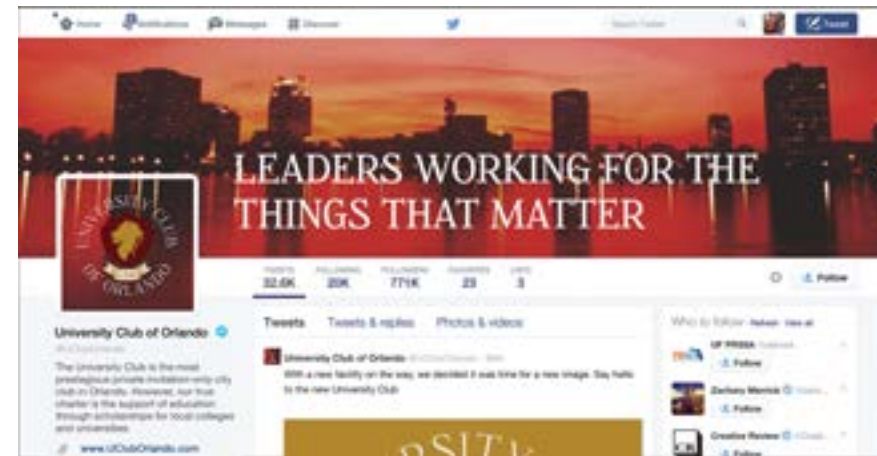 Home Notifications Messages # Discover Search Twitter Tweet
LEADERS WORKING FOR THE
THINGS THAT MATTER
UNIVERSITY CLUB
OF ORLANDO
TWEETS FOLLOWING FOLLOWERS FAVORITES LISTS
32.6K 20K 771K 23 3
Follow
University Club of Orlando
The University Club is the most
prestigious private invitation-only city
club in Orlando. However, our true
charter is the support of education
through scholarships for local colleges
and universities.
www.UClubOrlando.com
Tweets Tweets & replies Photos & videos
University Club of Orlando
With a new facility on the way, we decided it was time for a new image. Say hello
to the new University Club
RSITY
Who to follow Refresh View all
UF PRSSA
Follow
Zachary Merrick
Follow
CR
Creative Review
Follow